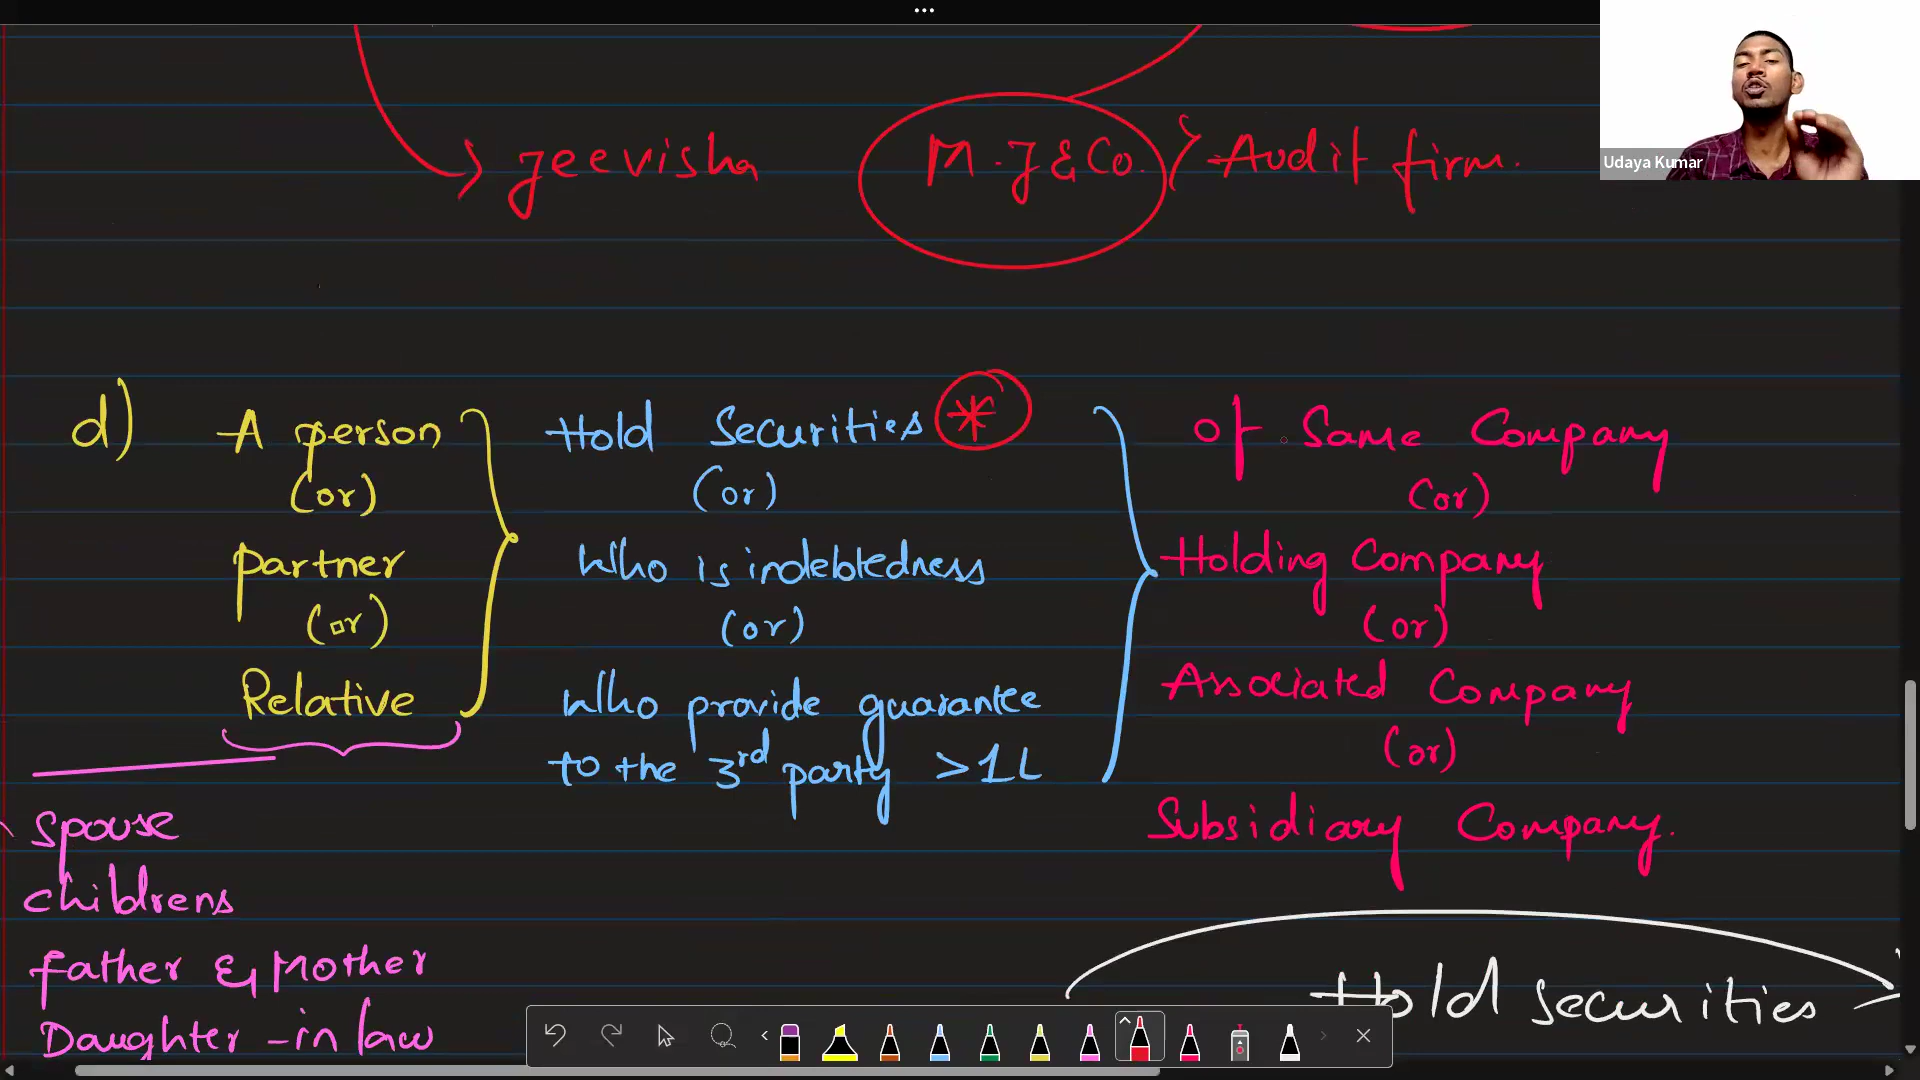 Udaya Kumar
Jeevisha M.J & Co. Audit firm.
d) A person Hold Securities * of Same Company
(or) (or) (or)
Partner Who is indebtedness Holding Company
(or) (or) (or)
Relative Who provide guarantee Associated Company
to the 3rd party >1L (or)
Subsidiary Company.
Spouse
Childrens
Father & Mother
Daughter -in law
Hold securities